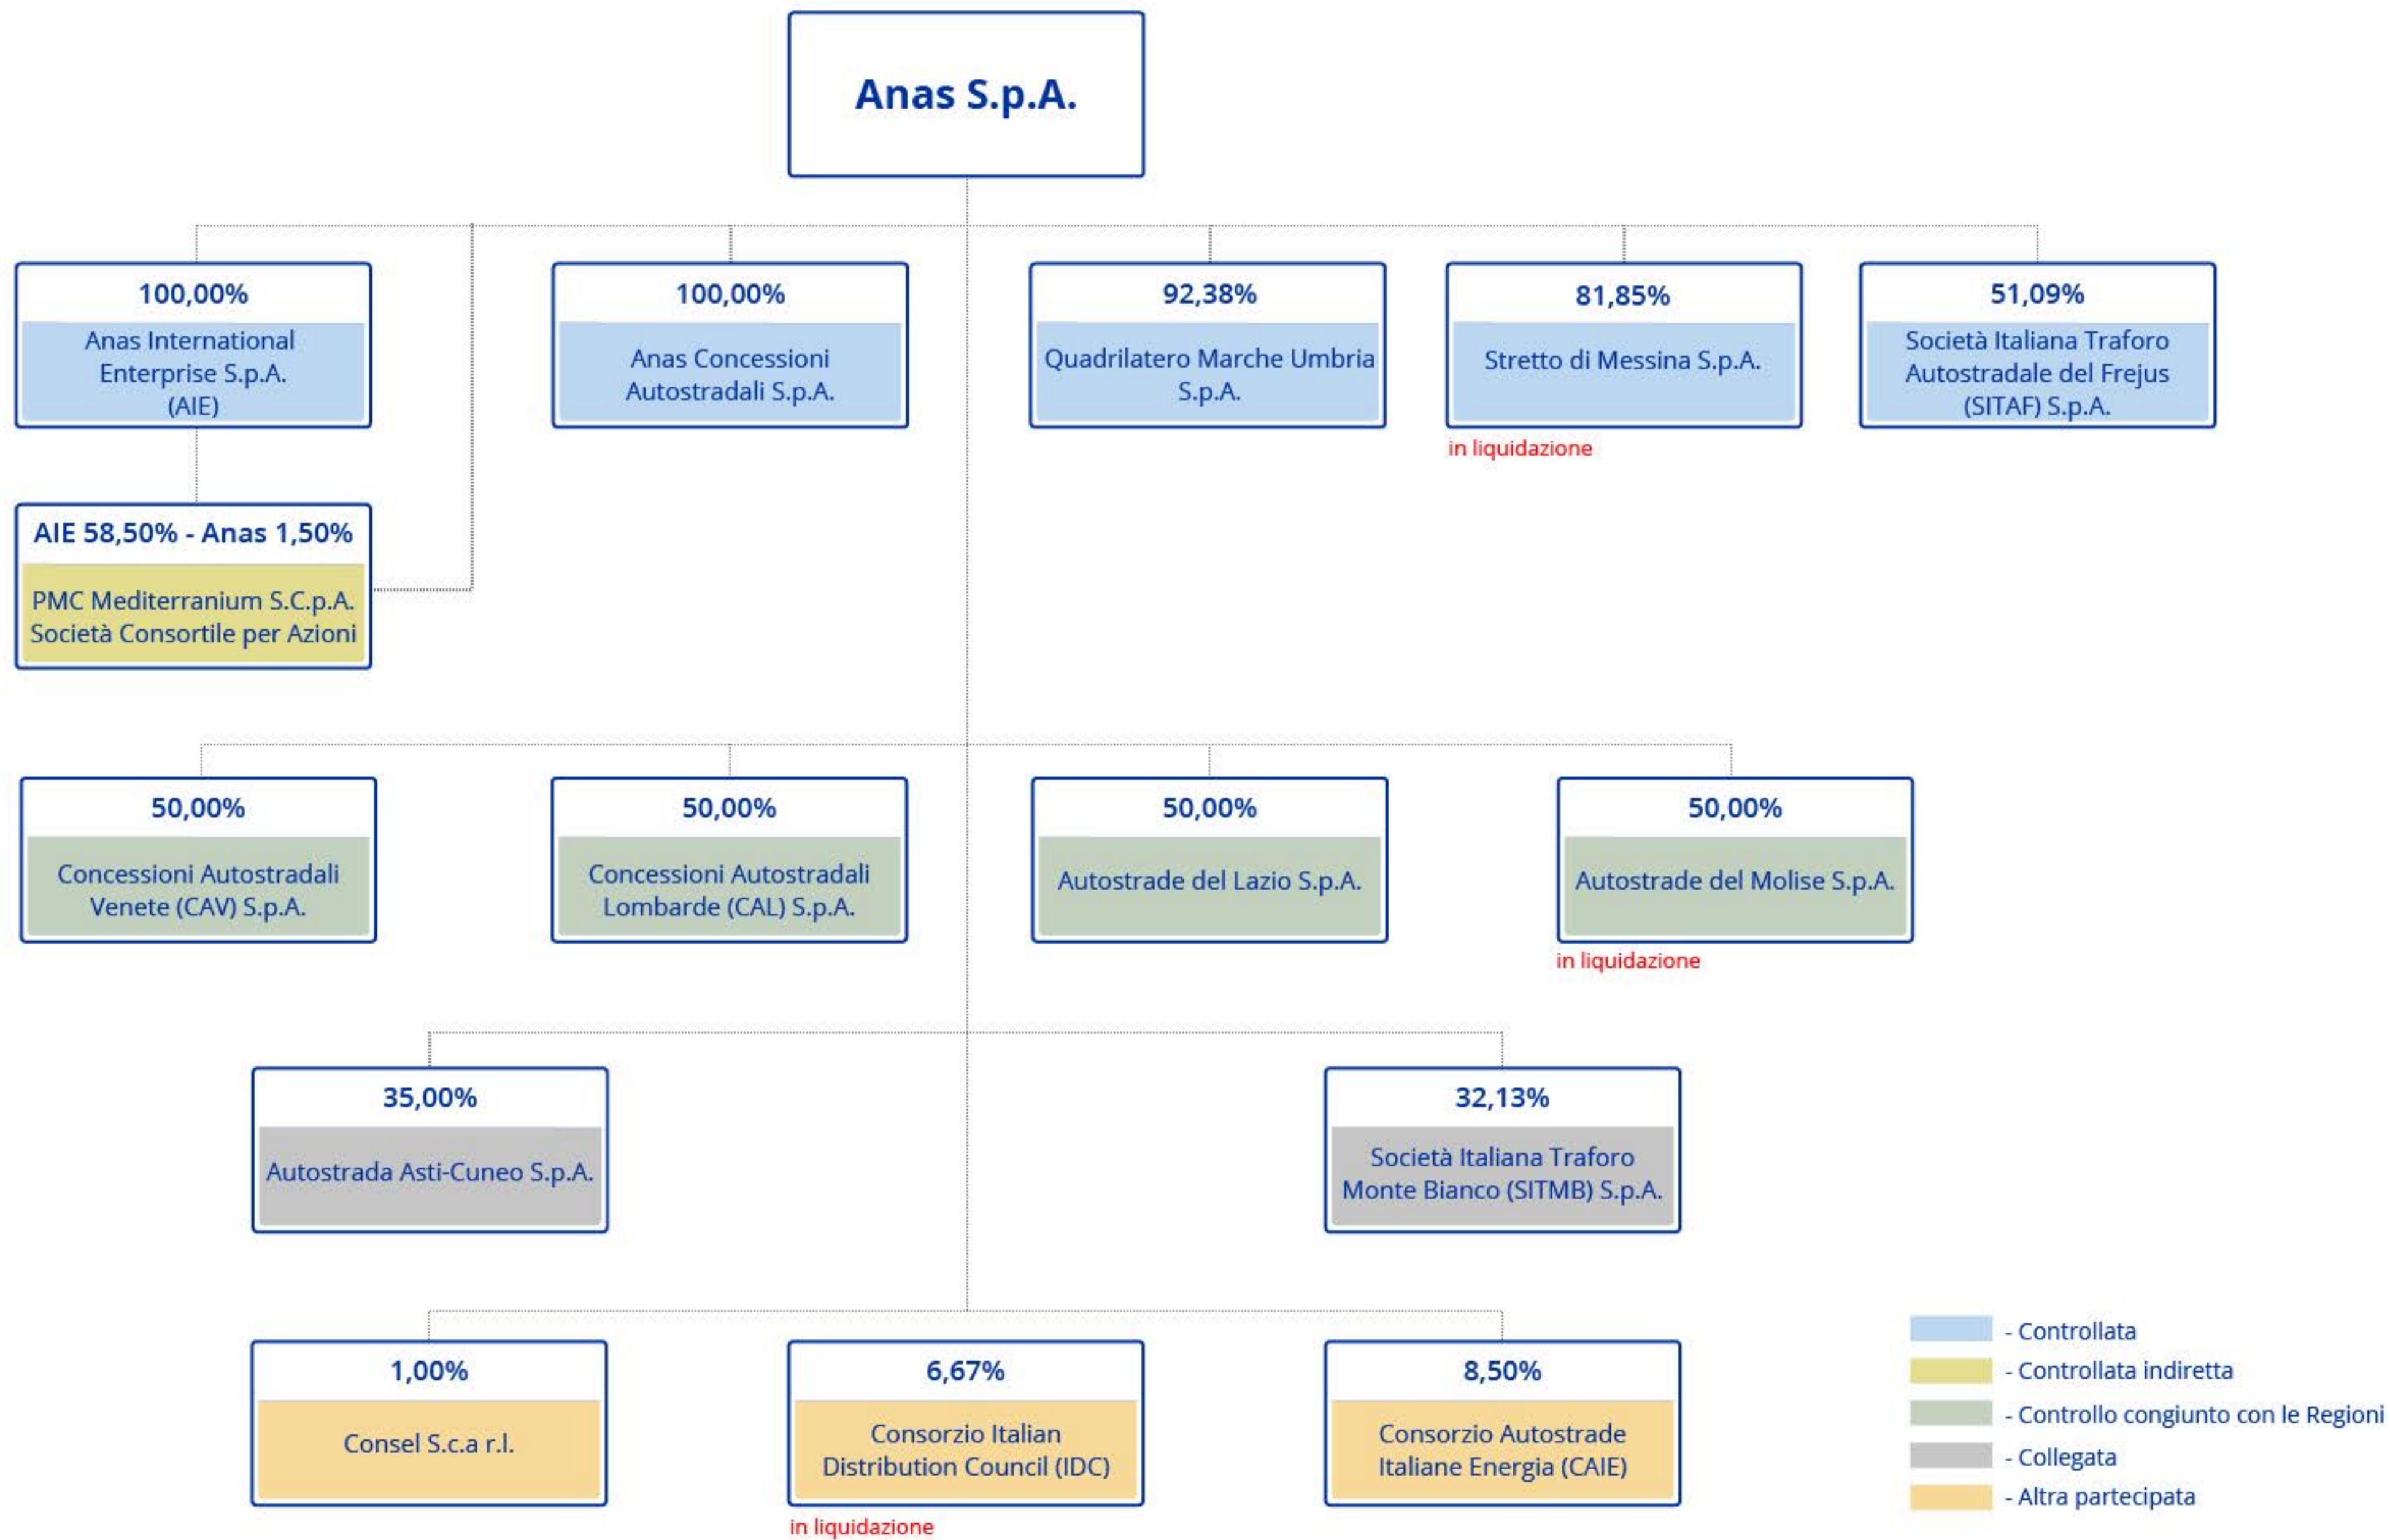 Anas S.p.A.
100,00%
Anas International
Enterprise S.p.A.
(AIE)
100,00%
Anas Concessioni
Autostradali S.p.A.
92,38%
Quadrilatero Marche Umbria
S.p.A.
81,85%
Stretto di Messina S.p.A.
in liquidazione
51,09%
Società Italiana Traforo
Autostradale del Frejus
(SITAF) S.p.A.
AIE 58,50% - Anas 1,50%
PMC Mediterranium S.C.p.A.
Società Consortile per Azioni
50,00%
Concessioni Autostradali
Venete (CAV) S.p.A.
50,00%
Concessioni Autostradali
Lombarde (CAL) S.p.A.
50,00%
Autostrade del Lazio S.p.A.
50,00%
Autostrade del Molise S.p.A.
in liquidazione
35,00%
Autostrada Asti-Cuneo S.p.A.
32,13%
Società Italiana Traforo
Monte Bianco (SITMB) S.p.A.
1,00%
Consel S.c.a r.l.
6,67%
Consorzio Italian
Distribution Council (IDC)
in liquidazione
8,50%
Consorzio Autostrade
Italiane Energia (CAIE)
- Controllata
- Controllata indiretta
- Controllo congiunto con le Regioni
- Collegata
- Altra partecipata